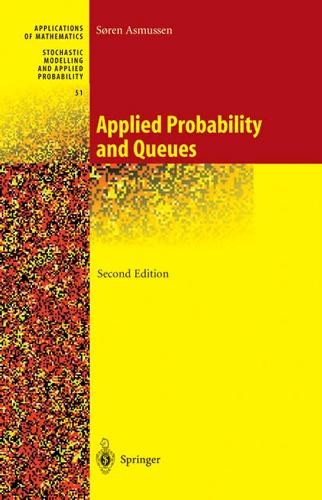 APPLICATIONS
OF MATHEMATICS
STOCHASTIC
MODELLING
AND APPLIED
PROBABILITY
51
Søren Asmussen
Applied Probability
and Queues
Second Edition
Springer